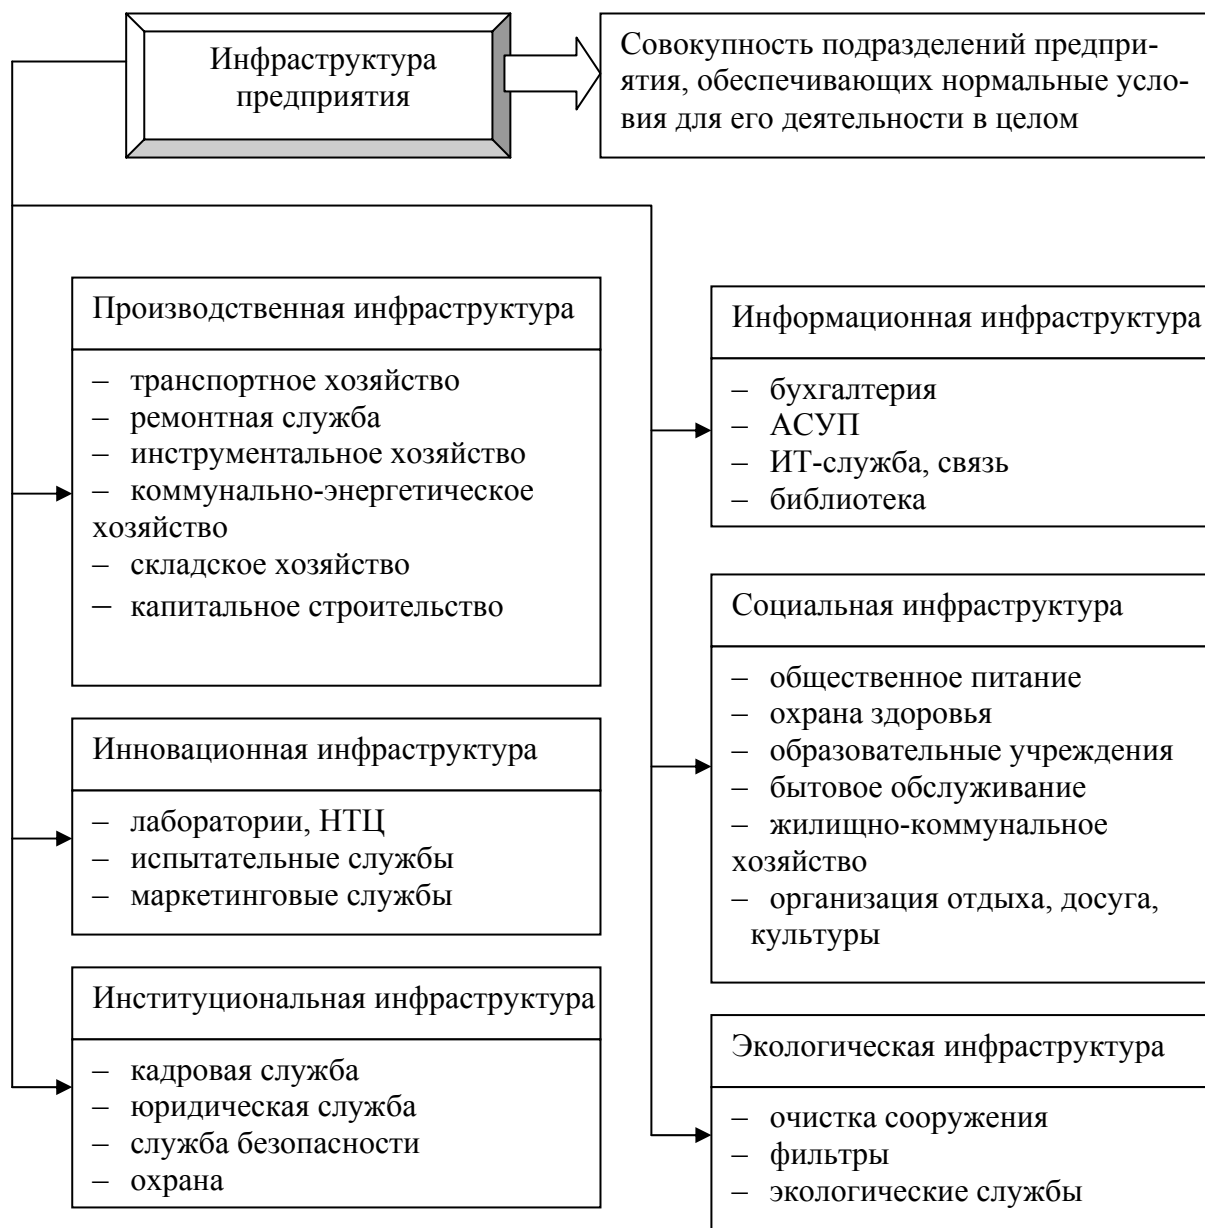 Инфраструктура
предприятия
Совокупность подразделений предпри-
ятия, обеспечивающих нормальные усло-
вия для его деятельности в целом
Производственная инфраструктура
– транспортное хозяйство
– ремонтная служба
– инструментальное хозяйство
– коммунально-энергетическое
хозяйство
– складское хозяйство
– капитальное строительство
Инновационная инфраструктура
– лаборатории, НТЦ
– испытательные службы
– маркетинговые службы
Институциональная инфраструктура
– кадровая служба
– юридическая служба
– служба безопасности
– охрана
Информационная инфраструктура
– бухгалтерия
– АСУП
– ИТ-служба, связь
– библиотека
Социальная инфраструктура
– общественное питание
– охрана здоровья
– образовательные учреждения
– бытовое обслуживание
– жилищно-коммунальное
хозяйство
– организация отдыха, досуга,
культуры
Экологическая инфраструктура
– очистка сооружения
– фильтры
– экологические службы